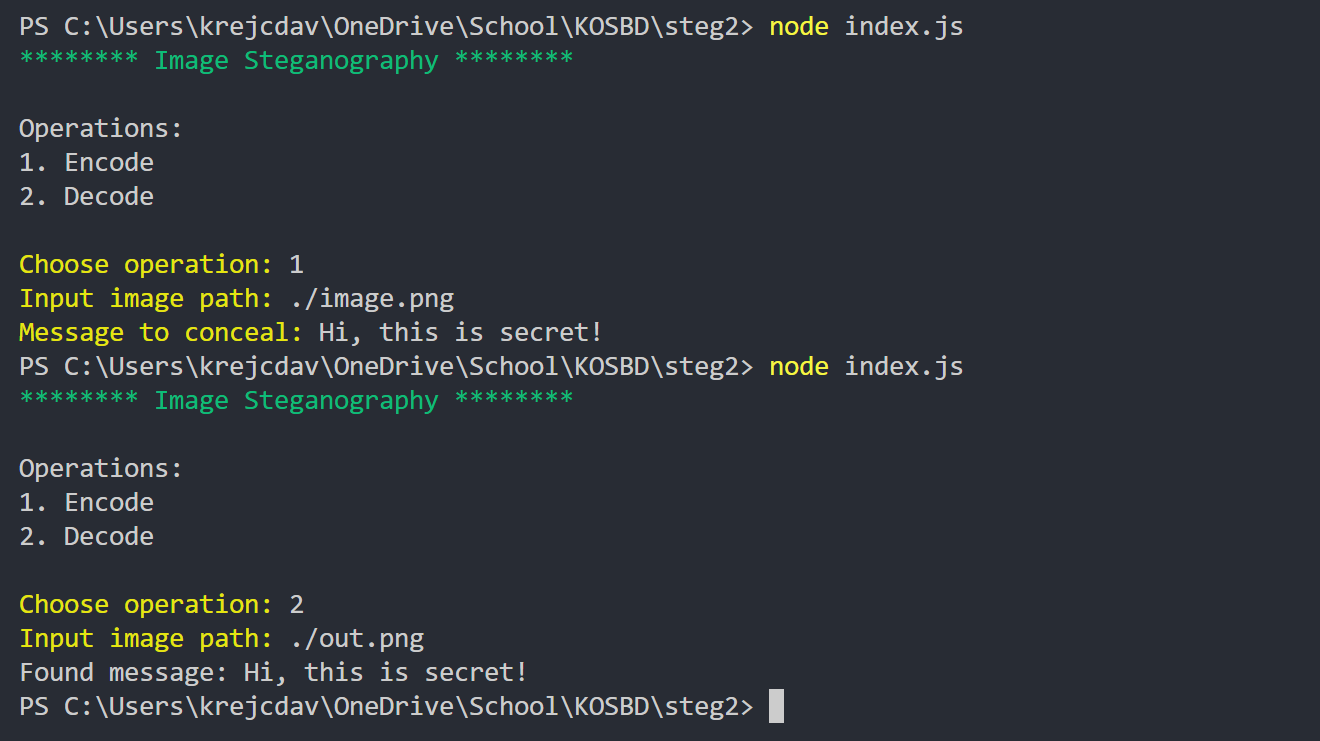 PS C:\Users\krejcdav\OneDrive\School\KOSBD\steg2> node index.js
******** Image Steganography ********
Operations:
1. Encode
2. Decode
Choose operation: 1
Input image path: ./image.png
Message to conceal: Hi, this is secret!
PS C:\Users\krejcdav\OneDrive\School\KOSBD\steg2> node index.js
******** Image Steganography ********
Operations:
1. Encode
2. Decode
Choose operation: 2
Input image path: ./out.png
Found message: Hi, this is secret!
PS C:\Users\krejcdav\OneDrive\School\KOSBD\steg2>